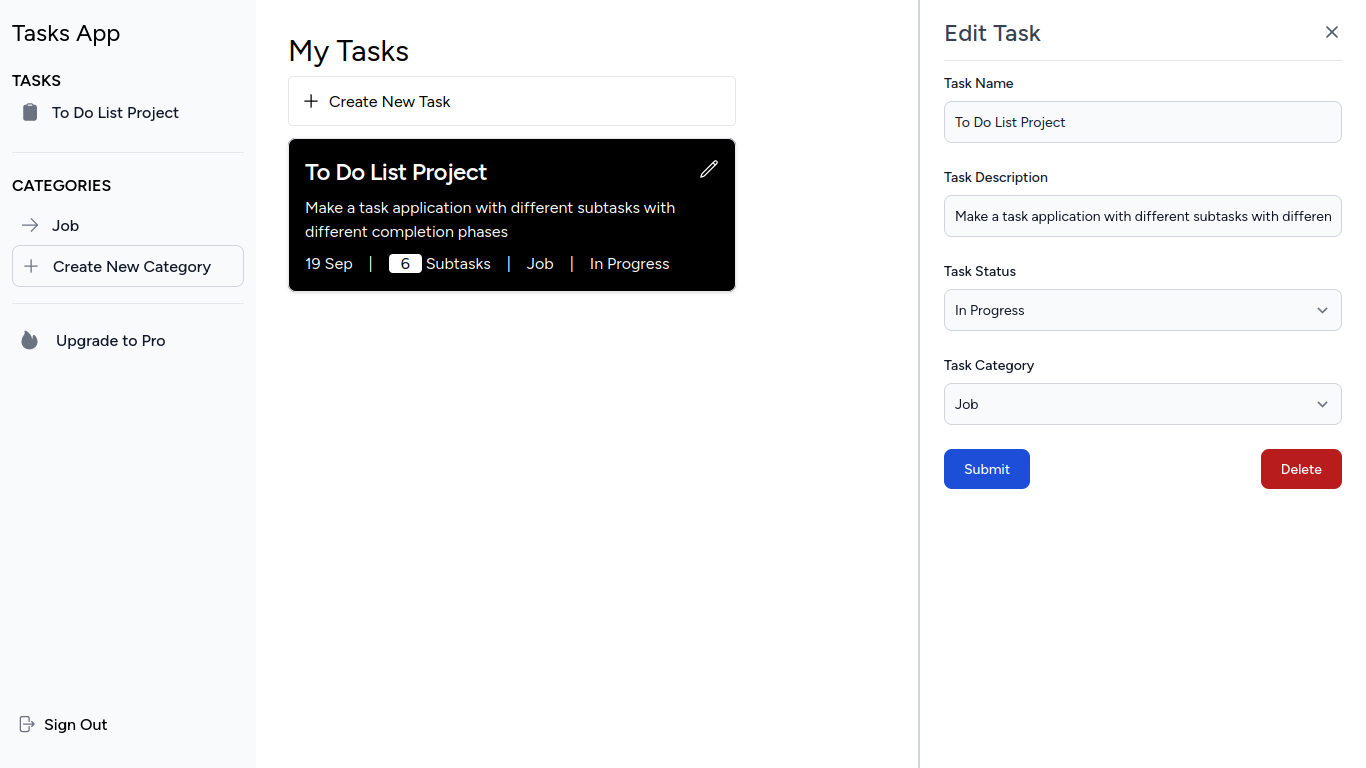 Tasks App
TASKS
To Do List Project
CATEGORIES
Job
Create New Category
Upgrade to Pro
Sign Out
My Tasks
Create New Task
To Do List Project
Make a task application with different subtasks with
different completion phases
19 Sep | 6 Subtasks | Job | In Progress
Edit Task
Task Name
To Do List Project
Task Description
Make a task application with different subtasks with differen
Task Status
In Progress
Task Category
Job
Submit
Delete